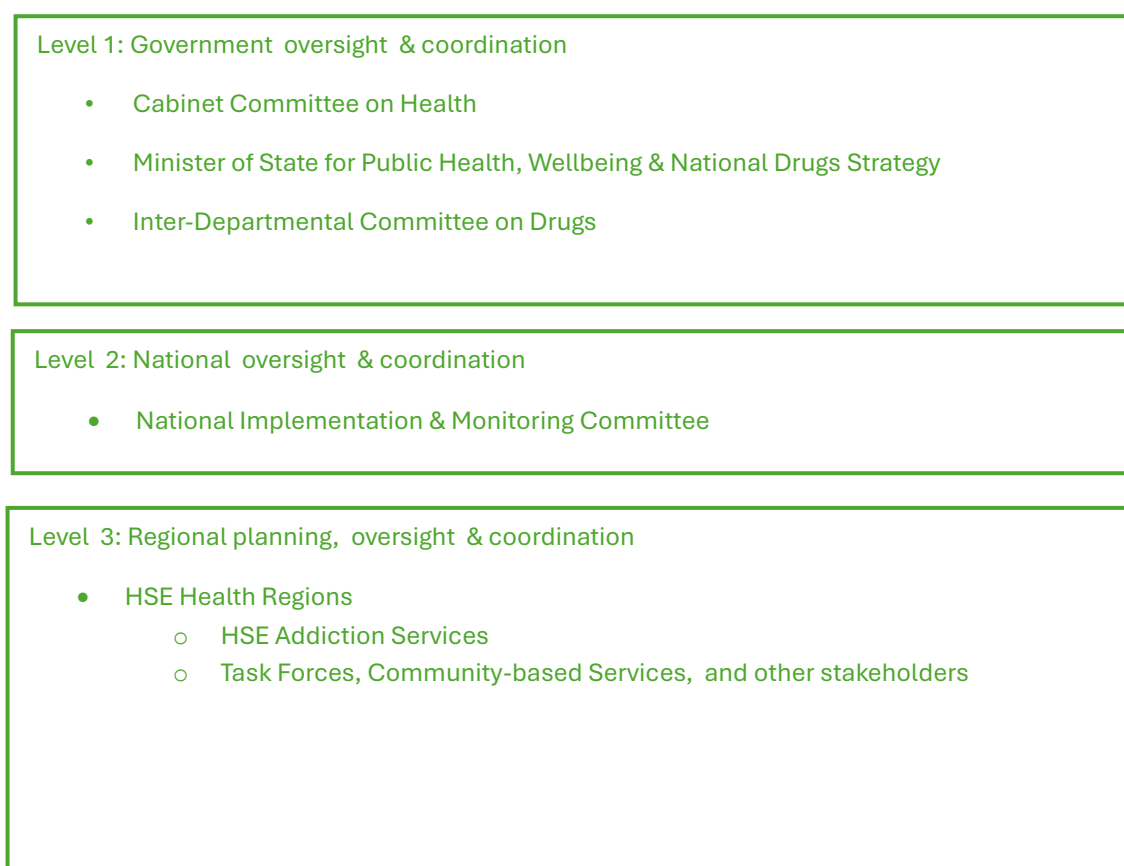 Level 1: Government oversight & coordination
• Cabinet Committee on Health
• Minister of State for Public Health, Wellbeing & National Drugs Strategy
• Inter-Departmental Committee on Drugs
Level 2: National oversight & coordination
• National Implementation & Monitoring Committee
Level 3: Regional planning, oversight & coordination
• HSE Health Regions
o HSE Addiction Services
o Task Forces, Community-based Services, and other stakeholders